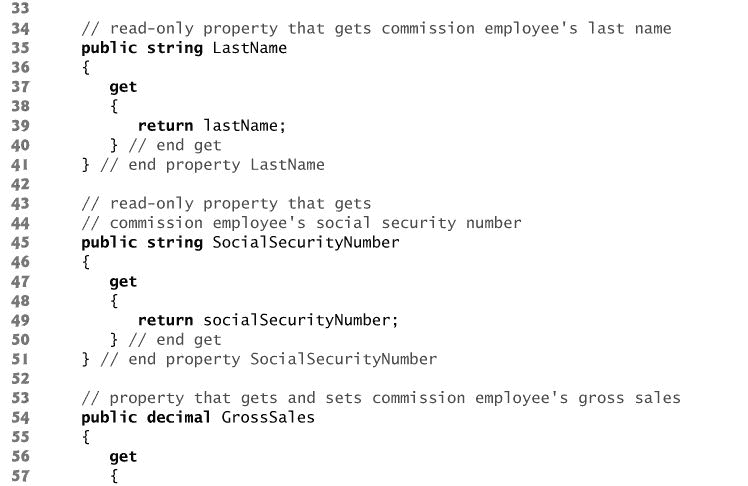 33
34 // read-only property that gets commission employee's last name
35 public string LastName
36 {
37 get
38 {
39 return lastName;
40 } // end get
41 } // end property LastName
42
43 // read-only property that gets
44 // commission employee's social security number
45 public string SocialSecurityNumber
46 {
47 get
48 {
49 return socialSecurityNumber;
50 } // end get
51 } // end property SocialSecurityNumber
52
53 // property that gets and sets commission employee's gross sales
54 public decimal GrossSales
55 {
56 get
57 {